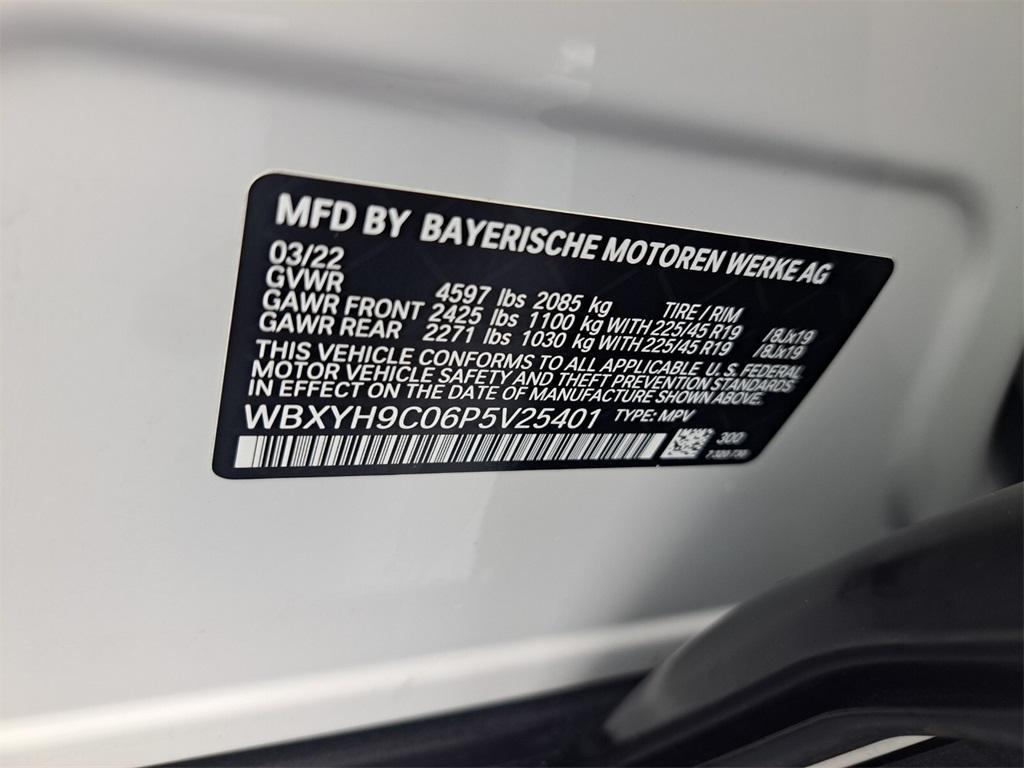 MFD BY BAYERISCHE MOTOREN WERKE AG
03/22
GVWR 4597 lbs 2085 kg TIRE / RIM
GAWR FRONT 2425 lbs 1100 kg WITH 225/45 R19 /8Jx19
GAWR REAR 2271 lbs 1030 kg WITH 225/45 R19 /8Jx19
THIS VEHICLE CONFORMS TO ALL APPLICABLE U.S. FEDERAL
MOTOR VEHICLE SAFETY AND THEFT PREVENTION STANDARDS
IN EFFECT ON THE DATE OF MANUFACTURE SHOWN ABOVE.
WBXYH9C06P5V25401 TYPE: MPV
300